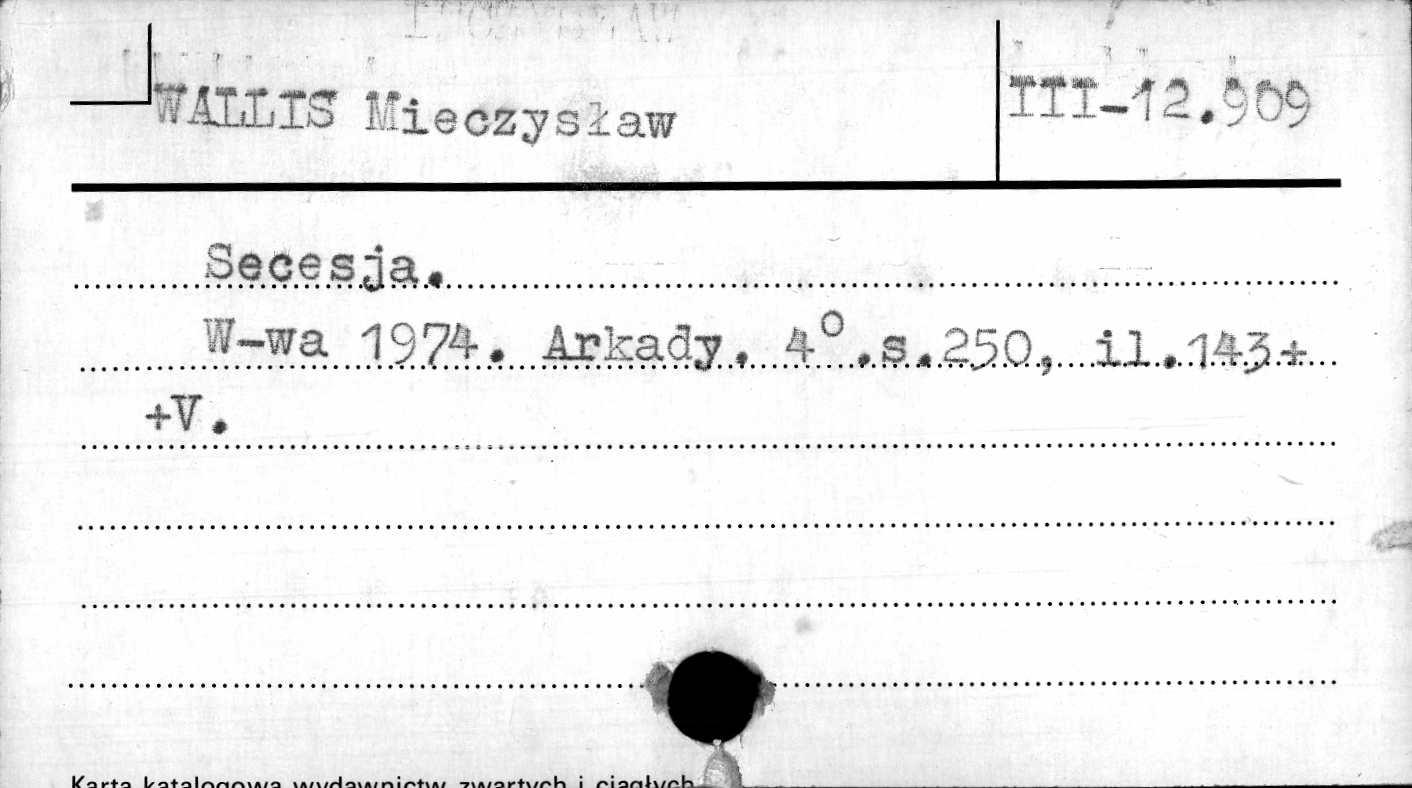 WALLIS Mieczysław
III-12.909
Secesja.
W-wa 1974. Arkady. 4°.s.250, il.143+
+V.
Karta katalogowa wydawnictw zwartych i ciągłych